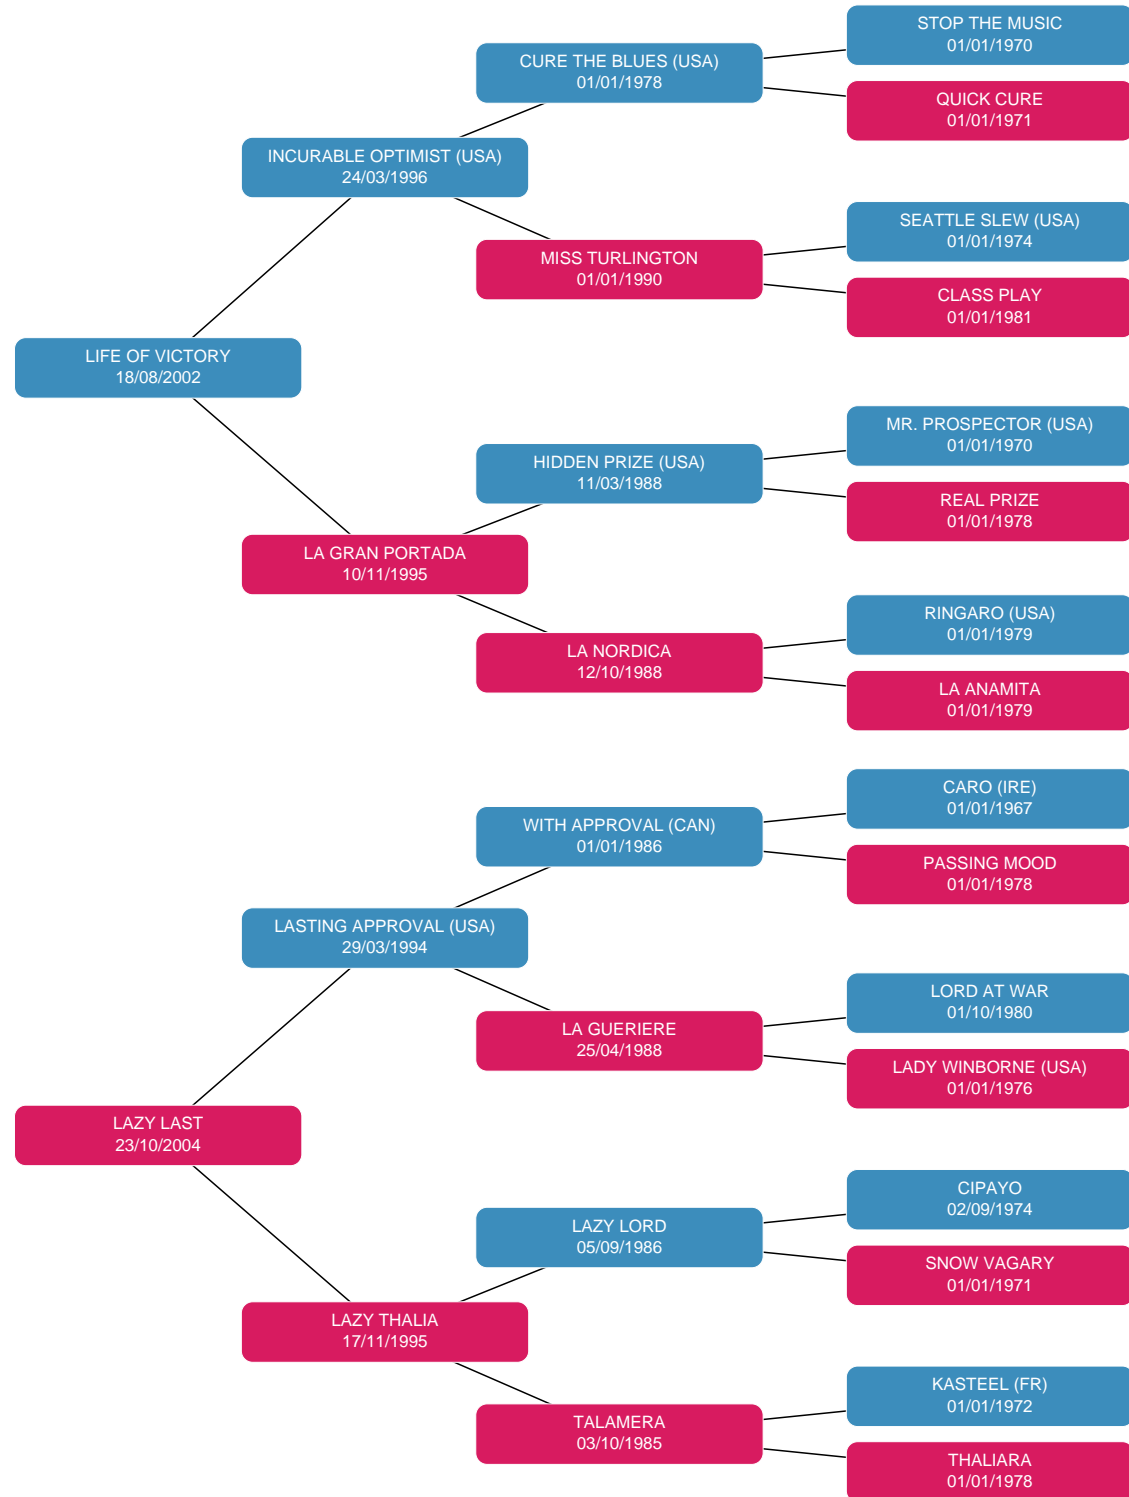 STOP THE MUSIC
01/01/1970
CURE THE BLUES (USA)
01/01/1978
QUICK CURE
01/01/1971
INCURABLE OPTIMIST (USA)
24/03/1996
SEATTLE SLEW (USA)
01/01/1974
MISS TURLINGTON
01/01/1990
CLASS PLAY
01/01/1981
LIFE OF VICTORY
18/08/2002
MR. PROSPECTOR (USA)
01/01/1970
HIDDEN PRIZE (USA)
11/03/1988
REAL PRIZE
01/01/1978
LA GRAN PORTADA
10/11/1995
RINGARO (USA)
01/01/1979
LA NORDICA
12/10/1988
LA ANAMITA
01/01/1979
CARO (IRE)
01/01/1967
WITH APPROVAL (CAN)
01/01/1986
PASSING MOOD
01/01/1978
LASTING APPROVAL (USA)
29/03/1994
LORD AT WAR
01/10/1980
LA GUERIERE
25/04/1988
LADY WINBORNE (USA)
01/01/1976
LAZY LAST
23/10/2004
CIPAYO
02/09/1974
LAZY LORD
05/09/1986
SNOW VAGARY
01/01/1971
LAZY THALIA
17/11/1995
KASTEEL (FR)
01/01/1972
TALAMERA
03/10/1985
THALIARA
01/01/1978